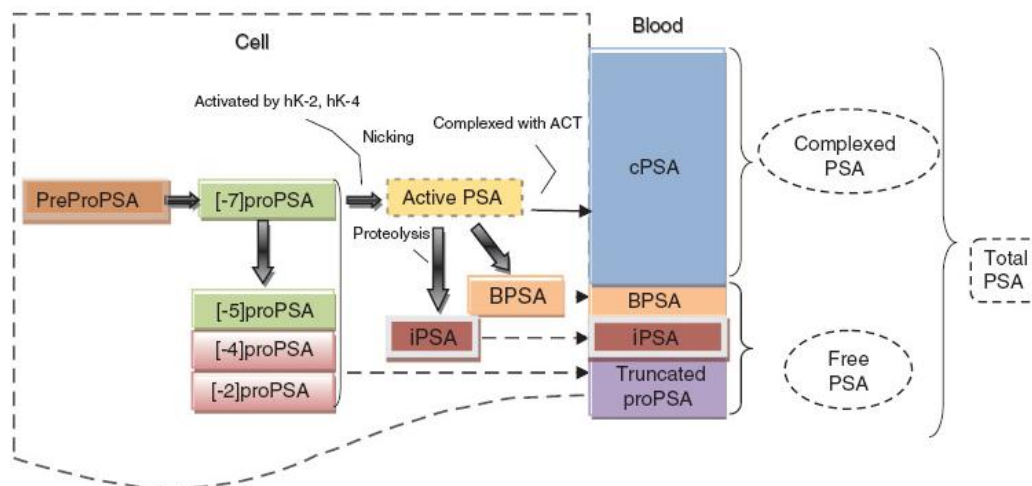 Cell
Blood
Activated by hK-2, hK-4
Nicking
Complexed with ACT
PreProPSA
[-7]proPSA
Active PSA
cPSA
Complexed
PSA
Proteolysis
Total
PSA
[-5]proPSA
BPSA
BPSA
[-4]proPSA
iPSA
iPSA
[-2]proPSA
Truncated
proPSA
Free
PSA